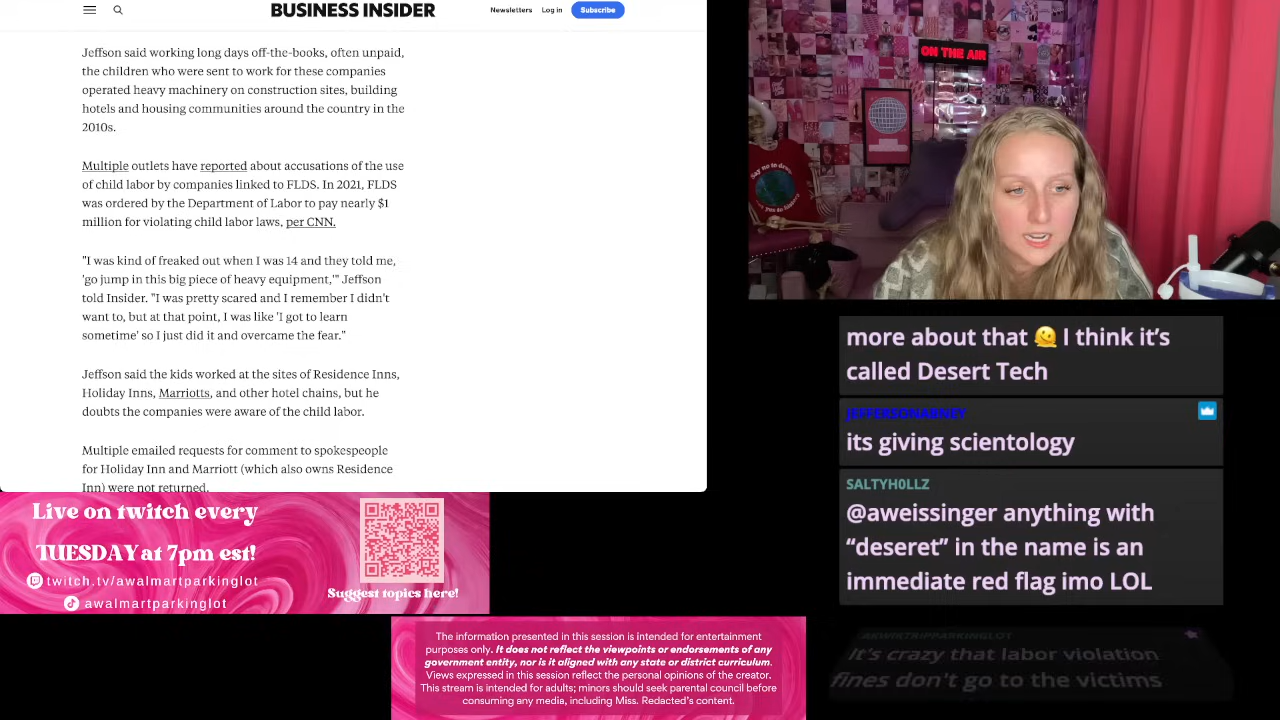 BUSINESS INSIDER
Newsletters Log in Subscribe
Jeffson said working long days off-the-books, often unpaid,
the children who were sent to work for these companies
operated heavy machinery on construction sites, building
hotels and housing communities around the country in the
2010s.
Multiple outlets have reported about accusations of the use
of child labor by companies linked to FLDS. In 2021, FLDS
was ordered by the Department of Labor to pay nearly $1
million for violating child labor laws, per CNN.
"I was kind of freaked out when I was 14 and they told me,
'go jump in this big piece of heavy equipment,'" Jeffson
told Insider. "I was pretty scared and I remember I didn't
want to, but at that point, I was like 'I got to learn
sometime' so I just did it and overcame the fear."
Jeffson said the kids worked at the sites of Residence Inns,
Holiday Inns, Marriotts, and other hotel chains, but he
doubts the companies were aware of the child labor.
Multiple emailed requests for comment to spokespeople
for Holiday Inn and Marriott (which also owns Residence
Inn) were not returned.
ON THE AIR
more about that 🫠 I think it's
called Desert Tech
JEFFERSONABNEY
its giving scientology
SALTYH0LLZ
@aweissinger anything with
"deseret" in the name is an
immediate red flag imo LOL
It's crazy that labor violation
fines don't go to the victims
Live on twitch every
TUESDAY at 7pm est!
twitch.tv/awalmartparkinglot
awalmartparkinglot
Suggest topics here!
The information presented in this session is intended for entertainment
purposes only. It does not reflect the viewpoints or endorsements of any
government entity, nor is it aligned with any state or district curriculum.
Views expressed in this session reflect the personal opinions of the creator.
This stream is intended for adults; minors should seek parental council before
consuming any media, including Miss. Redacted's content.